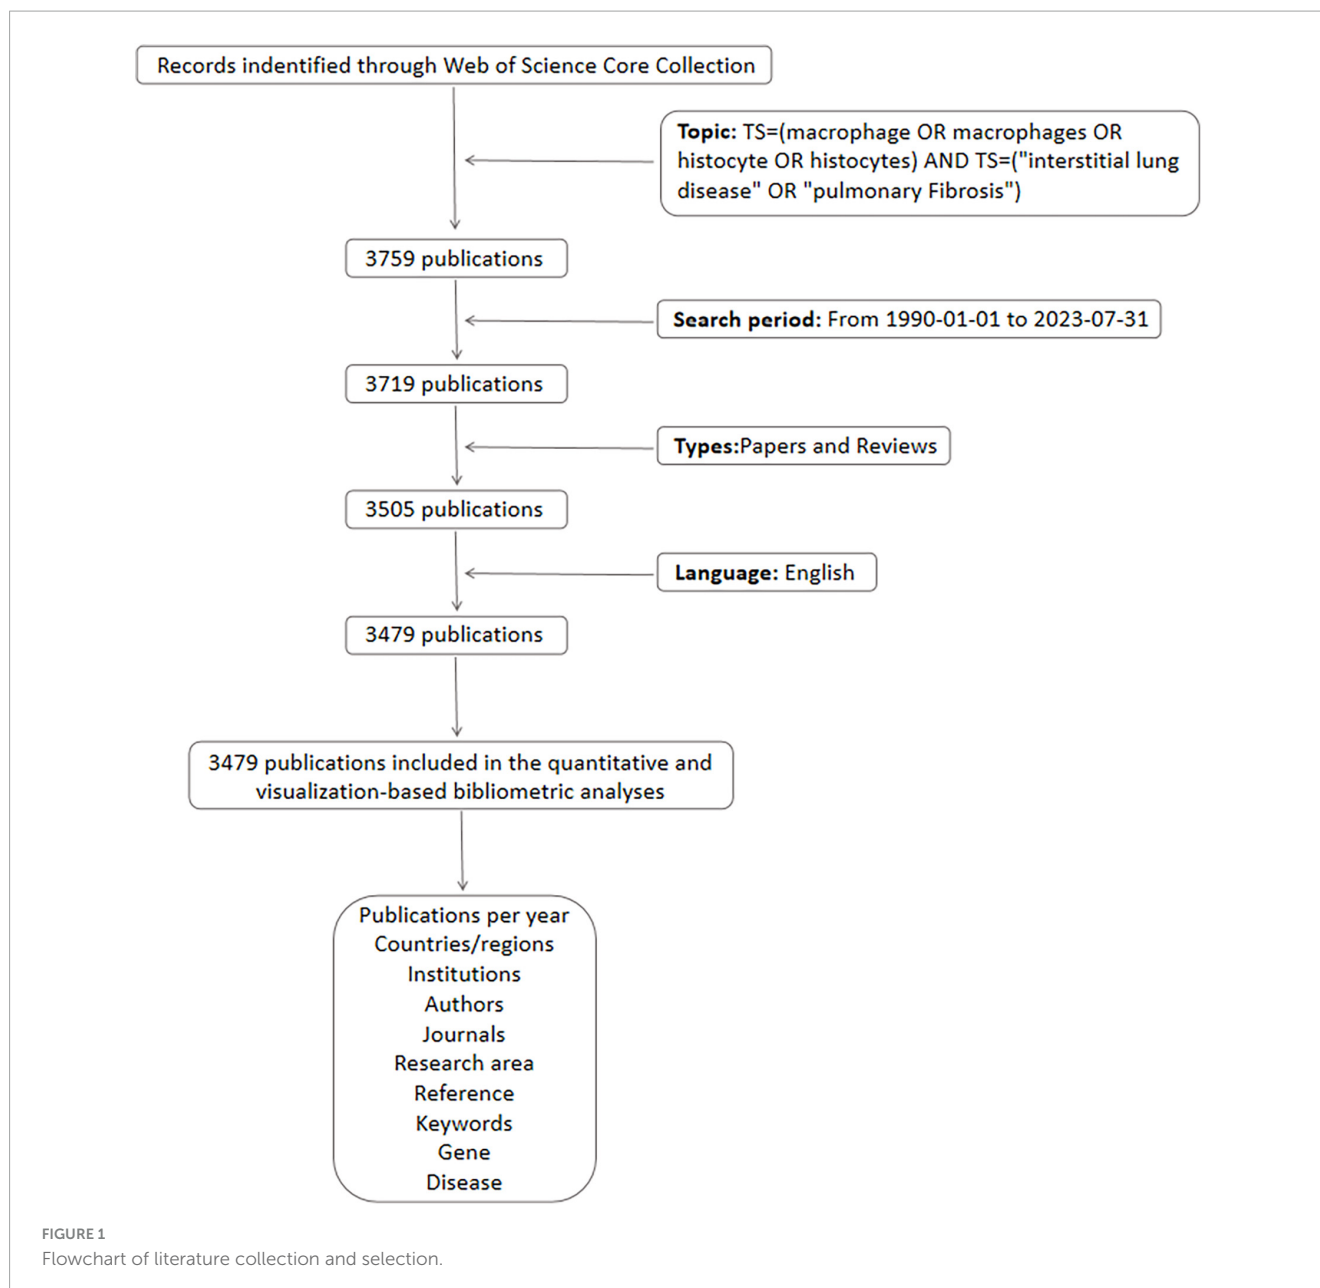 Records indentified through Web of Science Core Collection
Topic: TS=(macrophage OR macrophages OR
histocyte OR histocytes) AND TS=("interstitial lung
disease" OR "pulmonary Fibrosis")
3759 publications
Search period: From 1990-01-01 to 2023-07-31
3719 publications
Types:Papers and Reviews
3505 publications
Language: English
3479 publications
3479 publications included in the quantitative and
visualization-based bibliometric analyses
Publications per year
Countries/regions
Institutions
Authors
Journals
Research area
Reference
Keywords
Gene
Disease
FIGURE 1
Flowchart of literature collection and selection.